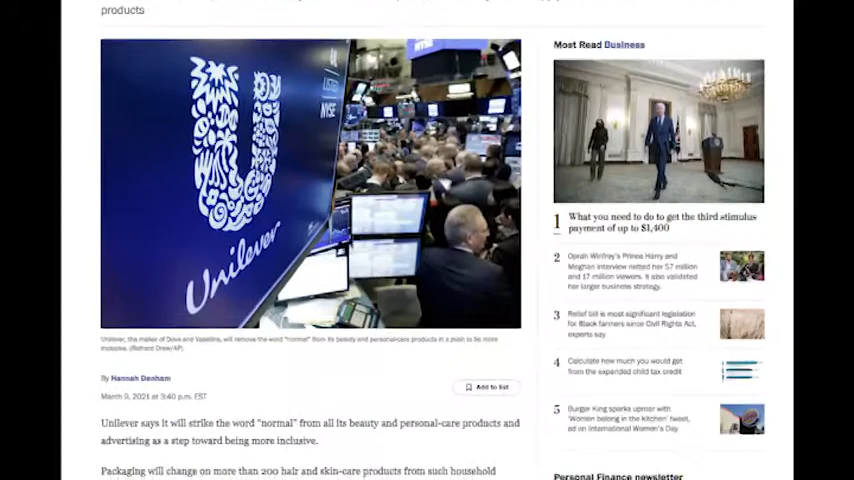 products
UL
LISTED
NYSE
Unilever
Unilever, the maker of Dove and Vaseline, will remove the word "normal" from its beauty and personal-care products in a push to be more
inclusive. (Richard Drew/AP).
By Hannah Denham
March 9, 2021 at 3:40 p.m. EST
Add to list
Unilever says it will strike the word "normal" from all its beauty and personal-care products and
advertising as a step toward being more inclusive.
Packaging will change on more than 200 hair and skin-care products from such household
Most Read Business
1 What you need to do to get the third stimulus
payment of up to $1,400
2 Oprah Winfrey's Prince Harry and
Meghan interview netted her $7 million
and 17 million viewers. It also validated
her larger business strategy.
3 Relief bill is most significant legislation
for Black farmers since Civil Rights Act,
experts say
4 Calculate how much you would get
from the expanded child tax credit
5 Burger King sparks uproar with
'Women belong in the kitchen' tweet,
ad on International Women's Day
Personal Finance newsletter